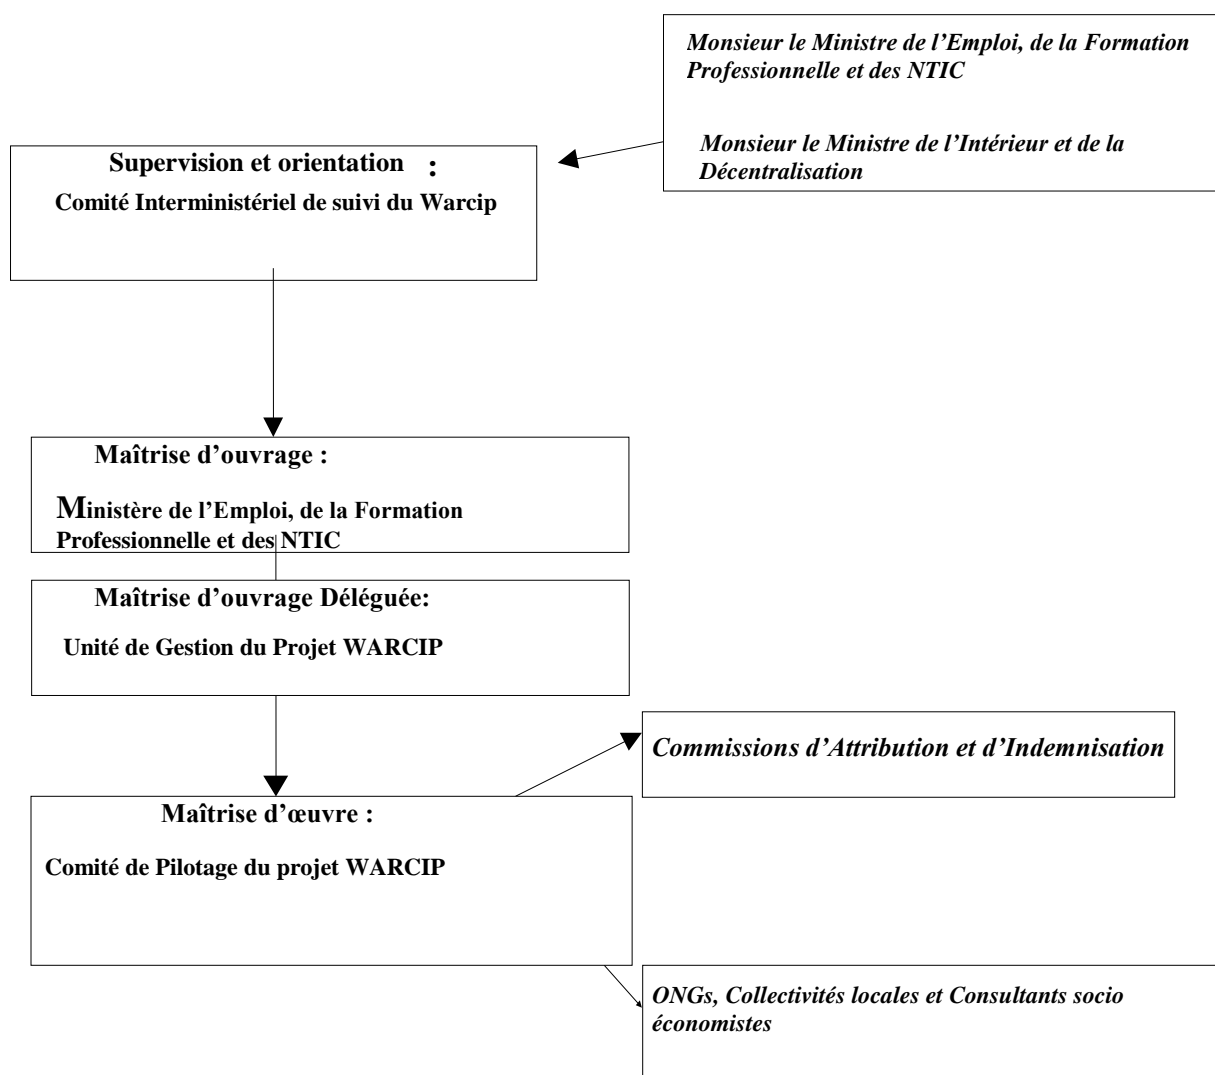 Monsieur le Ministre de l’Emploi, de la Formation
Professionnelle et des NTIC
Monsieur le Ministre de l’Intérieur et de la
Décentralisation
Supervision et orientation :
Comité Interministériel de suivi du Warcip
Maîtrise d’ouvrage :
Ministère de l’Emploi, de la Formation
Professionnelle et des NTIC
Maîtrise d’ouvrage Déléguée:
Unité de Gestion du Projet WARCIP
Commissions d’Attribution et d’Indemnisation
Maîtrise d’œuvre :
Comité de Pilotage du projet WARCIP
ONGs, Collectivités locales et Consultants socio
économistes